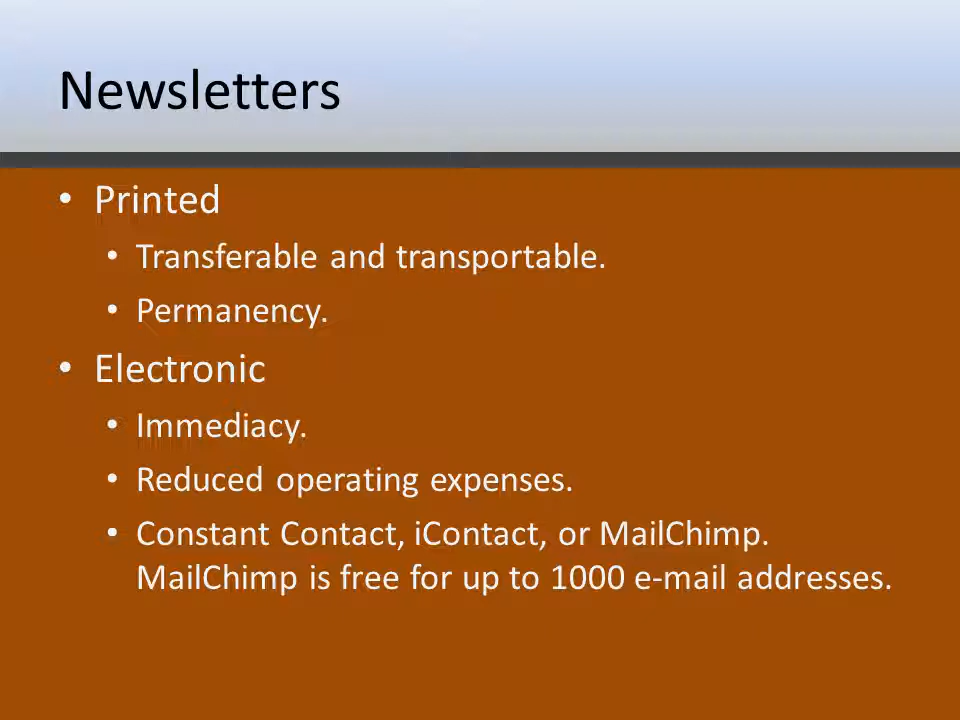 Newsletters
• Printed
• Transferable and transportable.
• Permanency.
• Electronic
• Immediacy.
• Reduced operating expenses.
• Constant Contact, iContact, or MailChimp.
MailChimp is free for up to 1000 e-mail addresses.